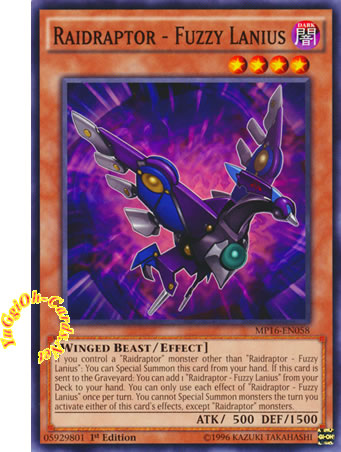 RAIDRAPTOR - FUZZY LANIUS
DARK
闇
MP16-EN058
YuGgiOh-Cards.net
[WINGED BEAST/EFFECT]
If you control a "Raidraptor" monster other than "Raidraptor - Fuzzy
Lanius": You can Special Summon this card from your hand. If this card is
sent to the Graveyard: You can add 1 "Raidraptor - Fuzzy Lanius" from your
Deck to your hand. You can only use each effect of "Raidraptor - Fuzzy
Lanius" once per turn. You cannot Special Summon monsters the turn you
activate either of this card's effects, except "Raidraptor" monsters.
ATK/ 500 DEF/1500
05929801 1st Edition ©1996 KAZUKI TAKAHASHI